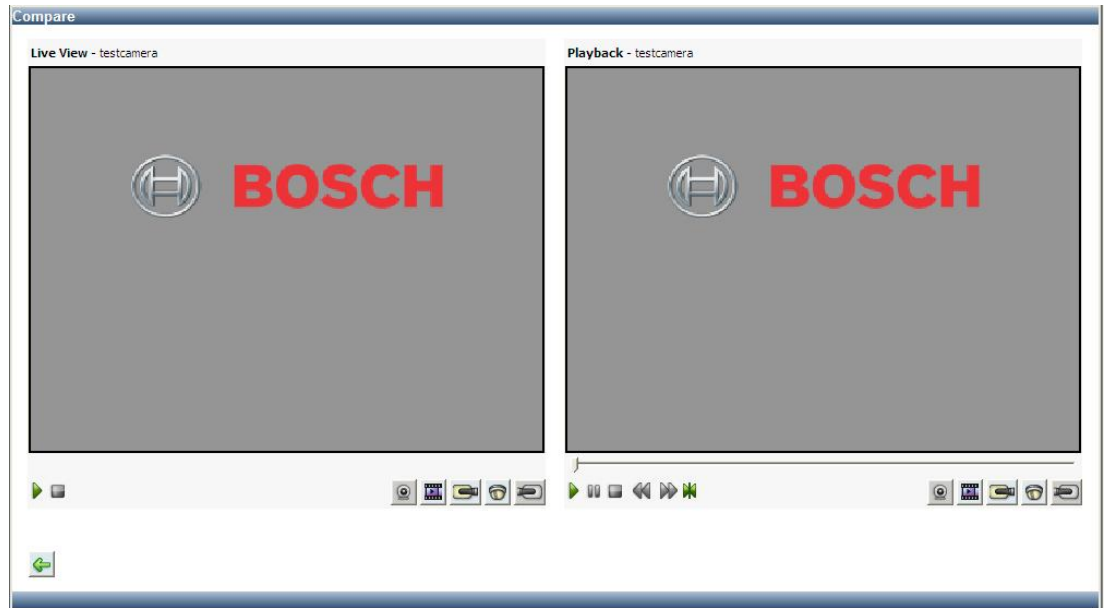 Compare
Live View - testcamera
Playback - testcamera
BOSCH
BOSCH